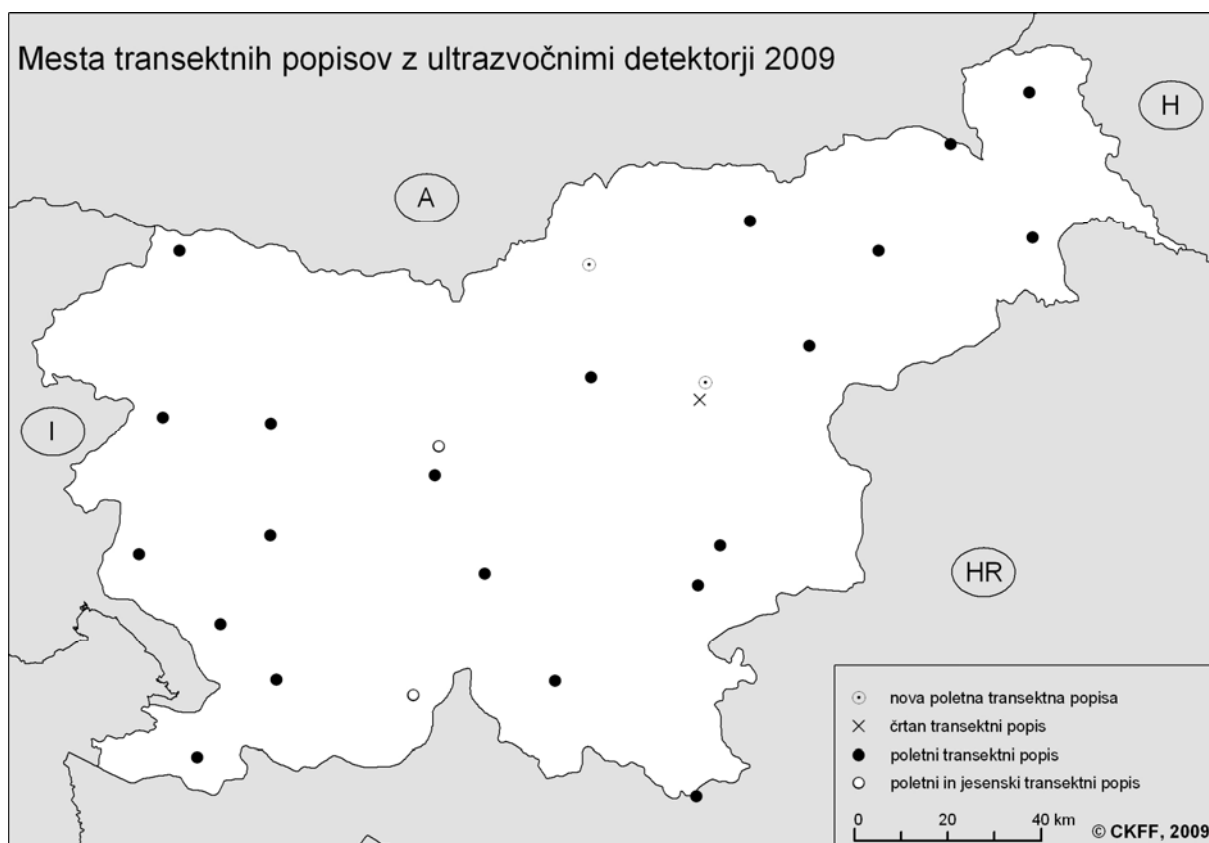 Mesta transektnih popisov z ultrazvočnimi detektorji 2009
H
A
I
HR
nova poletna transektna popisa
črtan transektni popis
poletni transektni popis
poletni in jesenski transektni popis
0 20 40 km
© CKFF, 2009